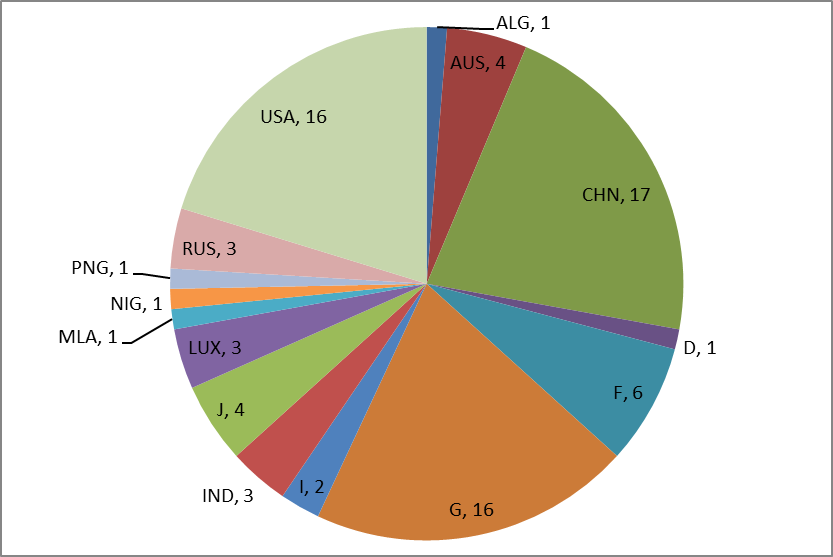 ALG, 1
AUS, 4
CHN, 17
D, 1
F, 6
G, 16
I, 2
IND, 3
J, 4
LUX, 3
MLA, 1
NIG, 1
PNG, 1
RUS, 3
USA, 16